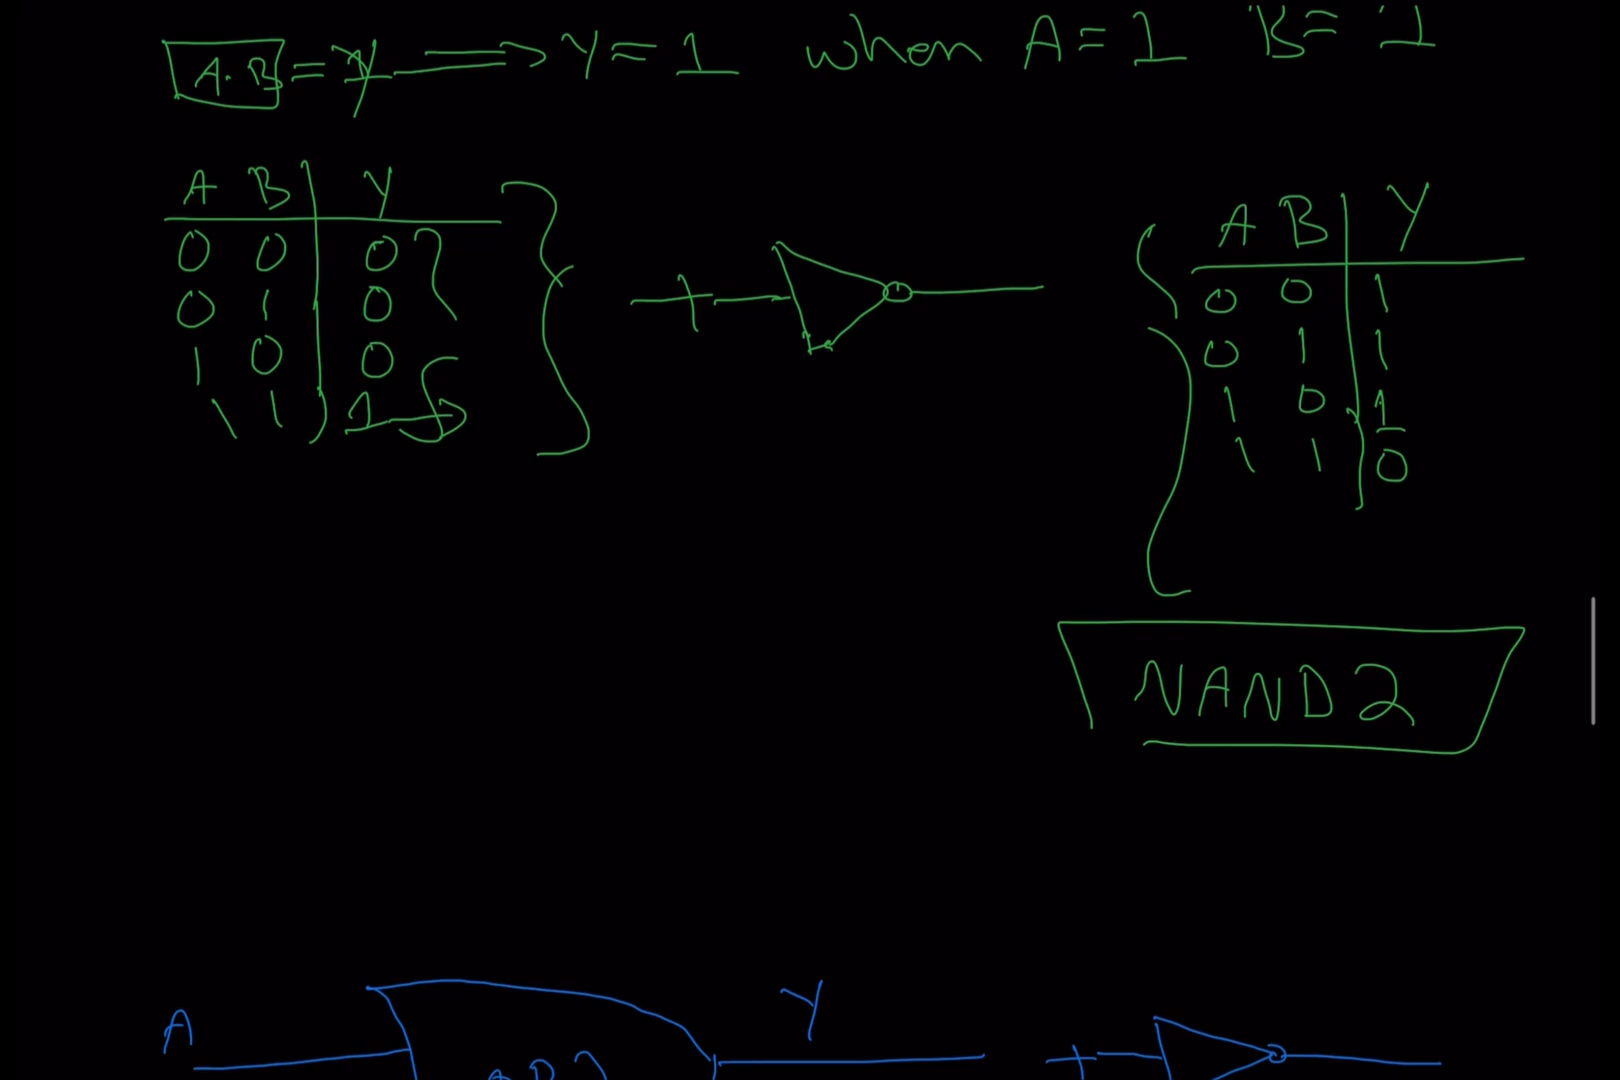 A.B = Y ⟹ Y = 1 when A = 1 B = 1
A B | Y
0 0 | 0
0 1 | 0
1 0 | 0
1 1 | 1
+
A B | Y
0 0 | 1
0 1 | 1
1 0 | 1
1 1 | 0
NAND2
A
Y
+